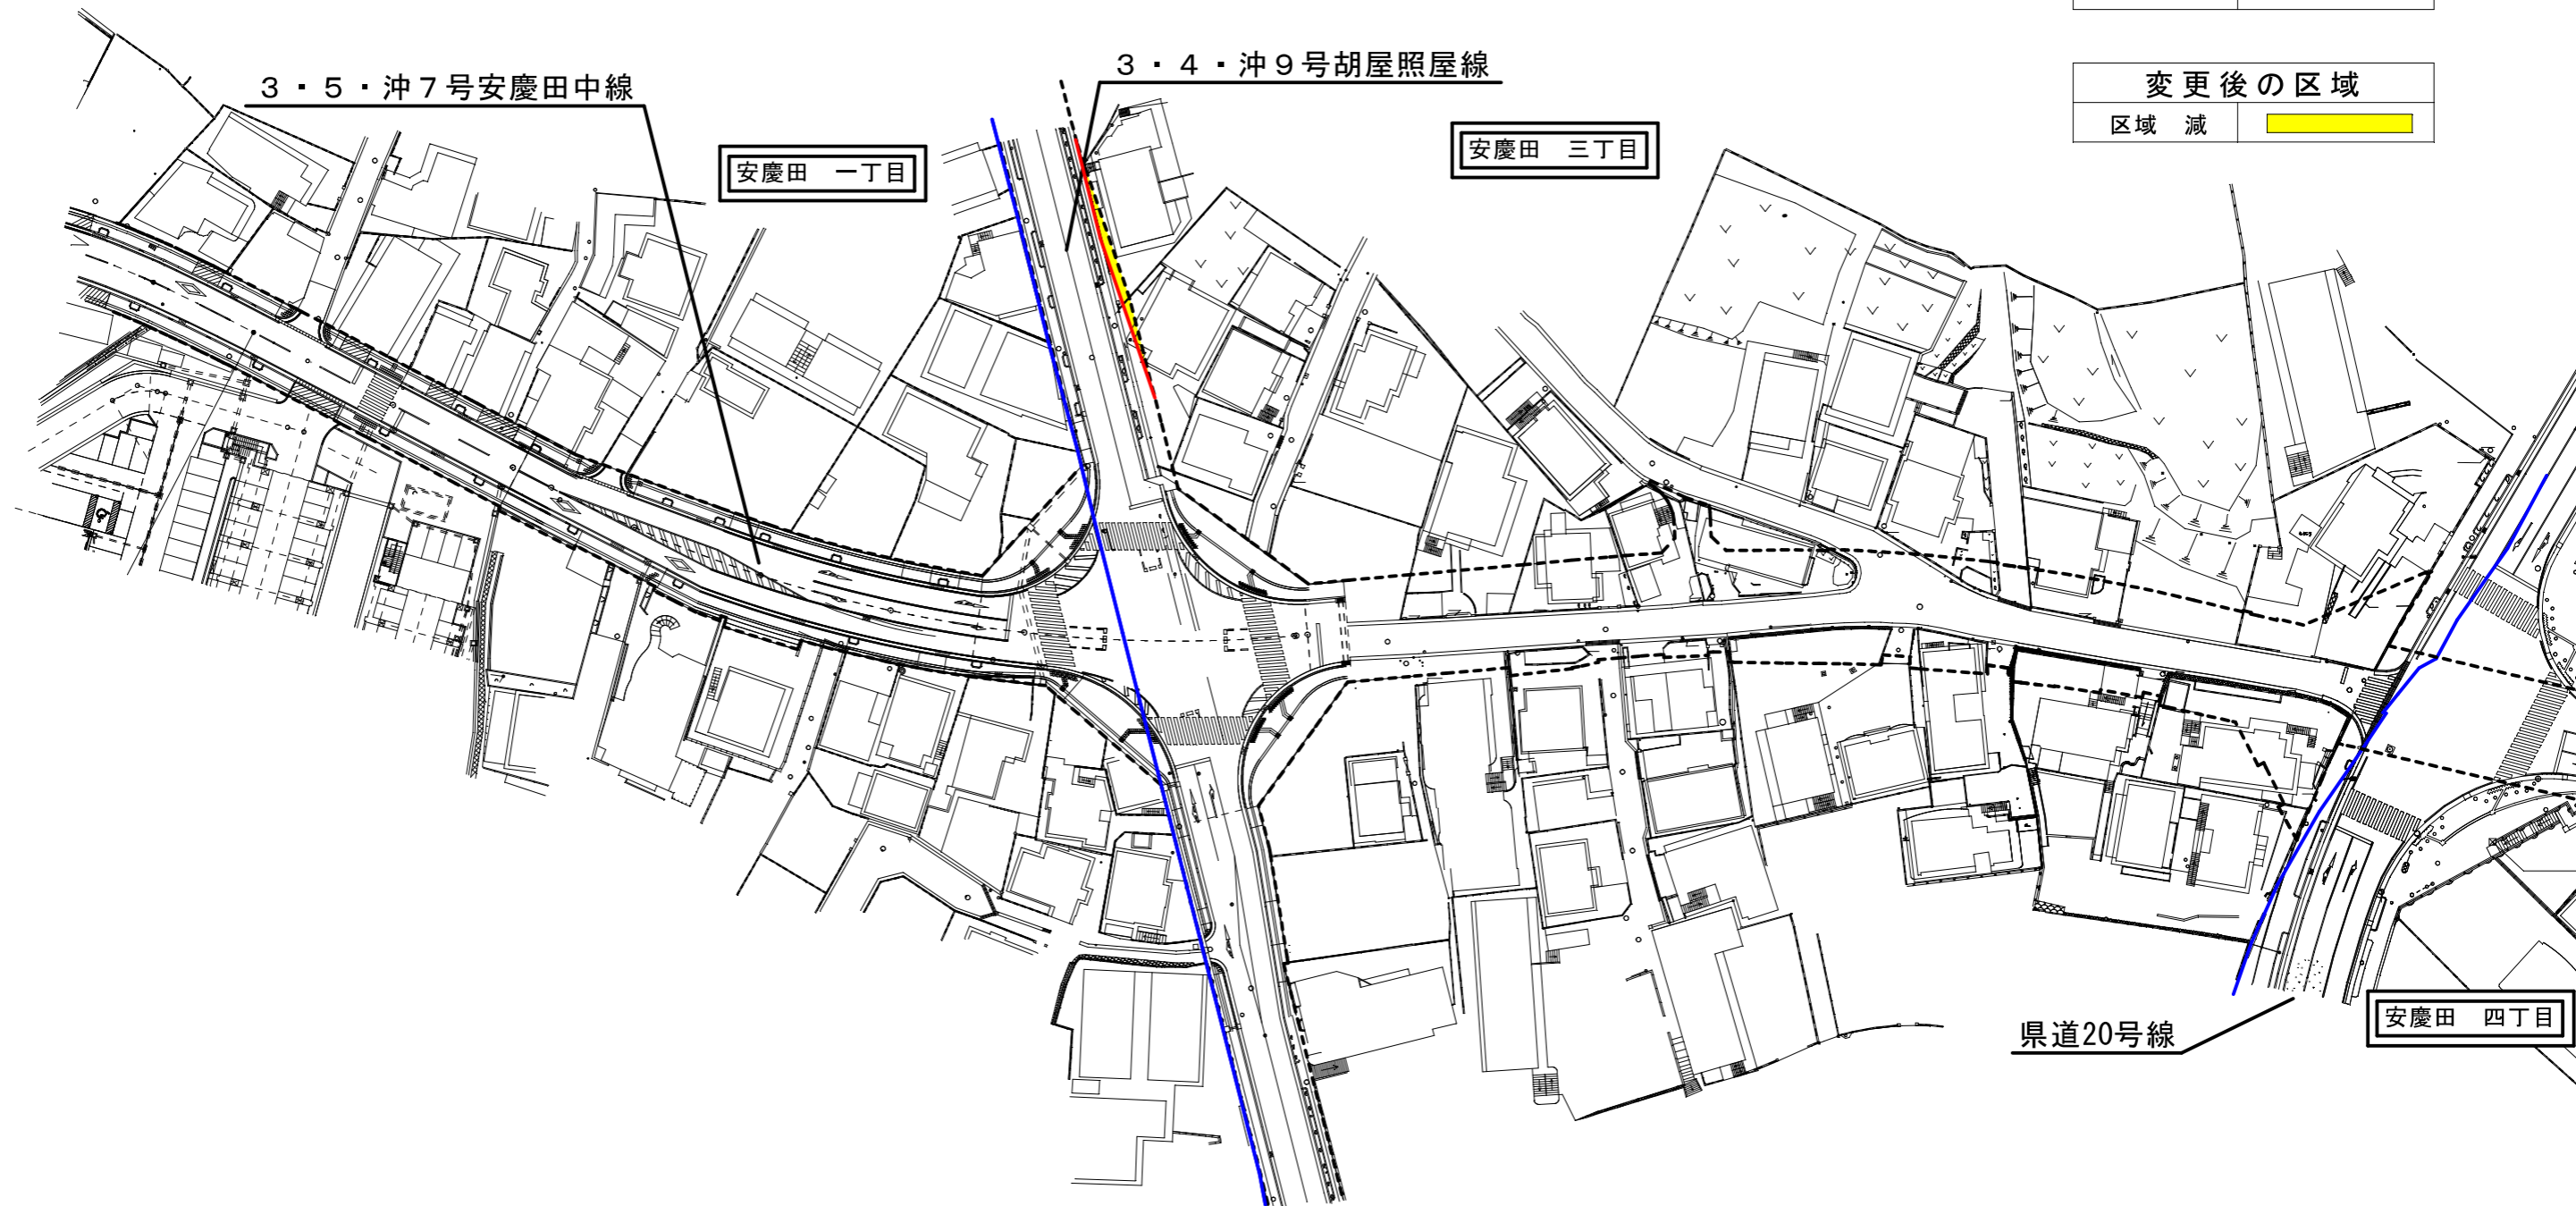 ３・４・沖９号胡屋照屋線
３・５・沖７号安慶田中線
変更後の区域
区域　減
安慶田　一丁目
安慶田　三丁目
県道20号線
安慶田　四丁目